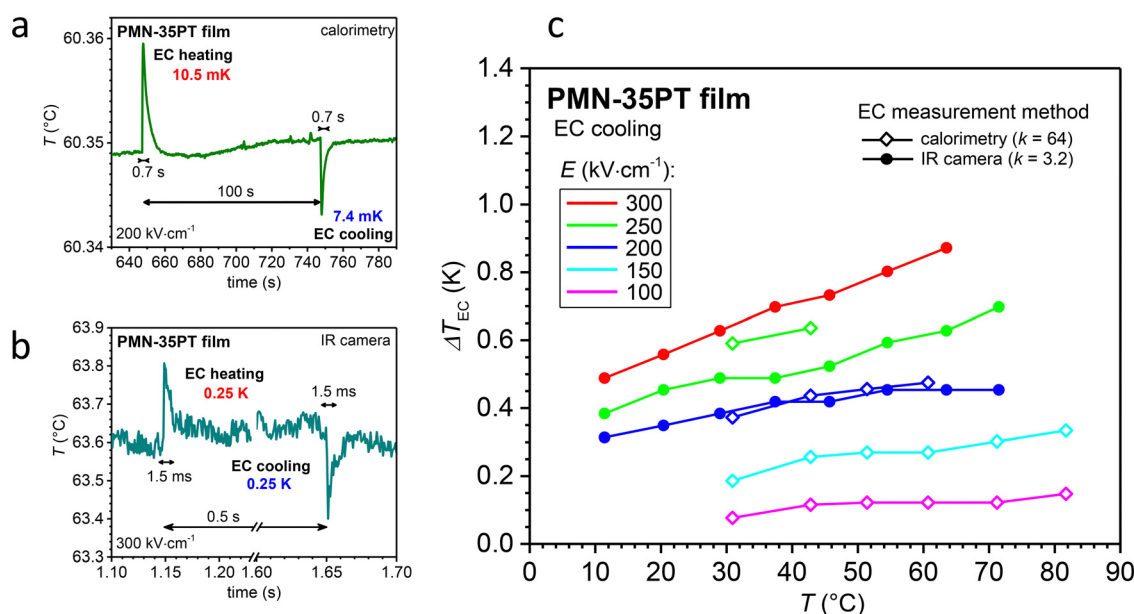 a
PMN-35PT film
calorimetry
EC heating
10.5 mK
0.7 s
0.7 s
100 s
7.4 mK
EC cooling
200 kV·cm⁻¹
60.36
60.35
60.34
T (°C)
640 660 680 700 720 740 760 780
time (s)
b
PMN-35PT film
IR camera
EC heating
0.25 K
1.5 ms
1.5 ms
EC cooling
0.25 K
0.5 s
300 kV·cm⁻¹
63.9
63.8
63.7
63.6
63.5
63.4
63.3
T (°C)
1.10 1.15 1.20 1.60 1.65 1.70
time (s)
c
PMN-35PT film
EC cooling
E (kV·cm⁻¹):
300
250
200
150
100
EC measurement method
calorimetry (k = 64)
IR camera (k = 3.2)
1.4
1.2
1.0
0.8
0.6
0.4
0.2
0.0
ΔT_EC (K)
0 10 20 30 40 50 60 70 80 90
T (°C)